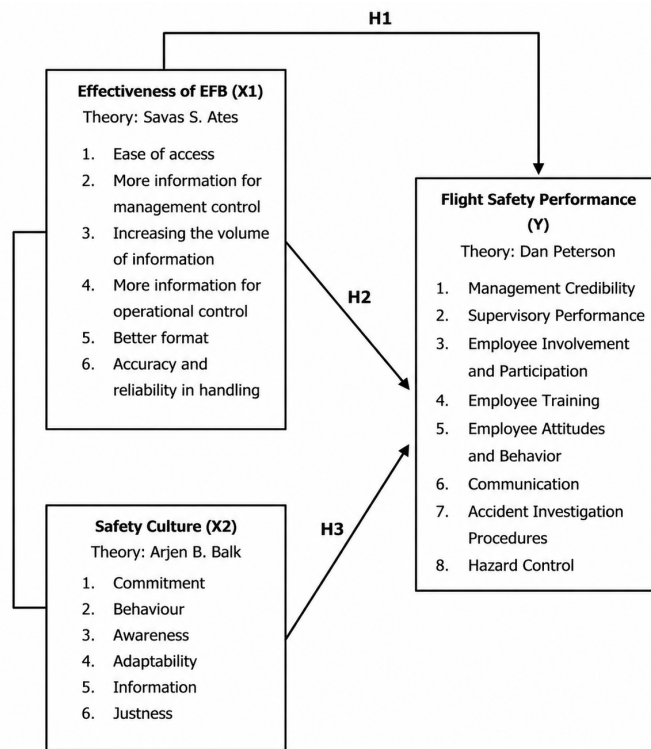 H1
Effectiveness of EFB (X1)
Theory: Savas S. Ates
1. Ease of access
2. More information for
management control
3. Increasing the volume
of information
4. More information for
operational control
5. Better format
6. Accuracy and
reliability in handling
H2
Flight Safety Performance
(Y)
Theory: Dan Peterson
1. Management Credibility
2. Supervisory Performance
3. Employee Involvement
and Participation
4. Employee Training
5. Employee Attitudes
and Behavior
6. Communication
7. Accident Investigation
Procedures
8. Hazard Control
H3
Safety Culture (X2)
Theory: Arjen B. Balk
1. Commitment
2. Behaviour
3. Awareness
4. Adaptability
5. Information
6. Justness